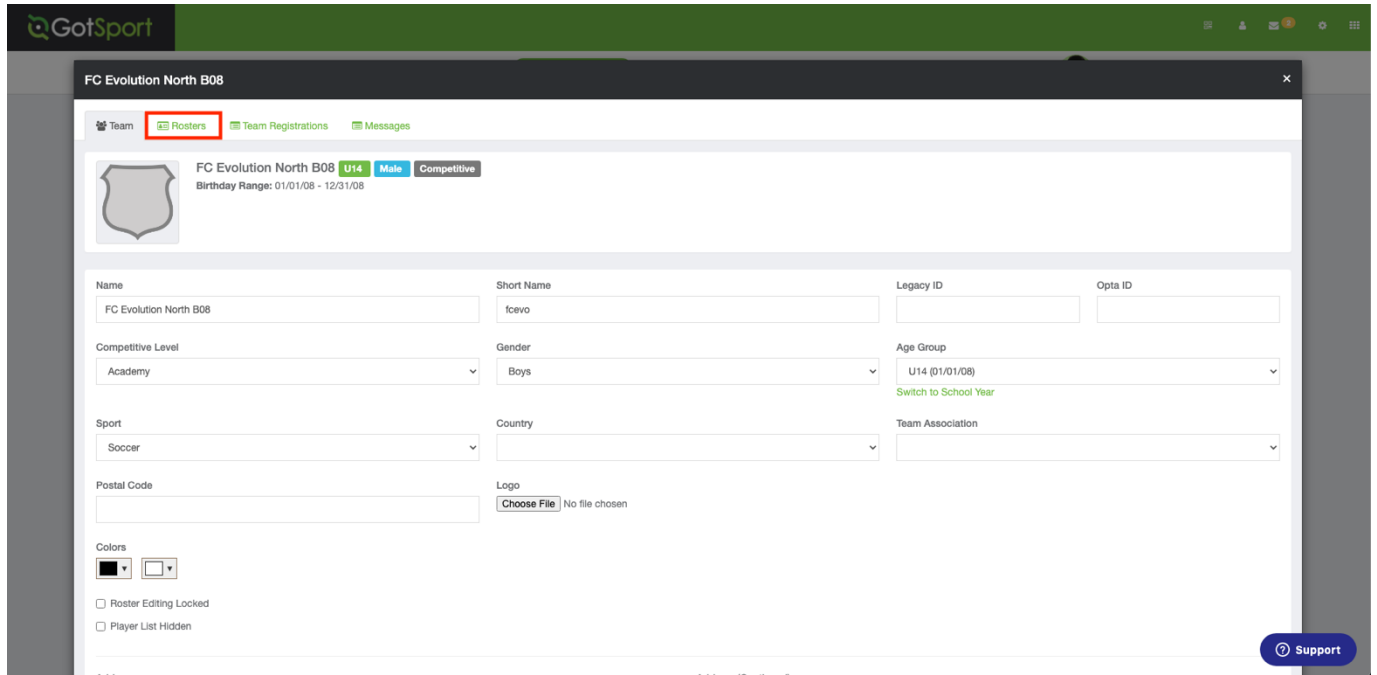 GotSport
FC Evolution North B08 ×
Team Rosters Team Registrations Messages
FC Evolution North B08 U14 Male Competitive
Birthday Range: 01/01/08 - 12/31/08
Name Short Name Legacy ID Opta ID
FC Evolution North B08 fcevo
Competitive Level Gender Age Group
Academy Boys U14 (01/01/08)
Switch to School Year
Sport Country Team Association
Soccer
Postal Code Logo
Choose File No file chosen
Colors
Roster Editing Locked
Player List Hidden
Support